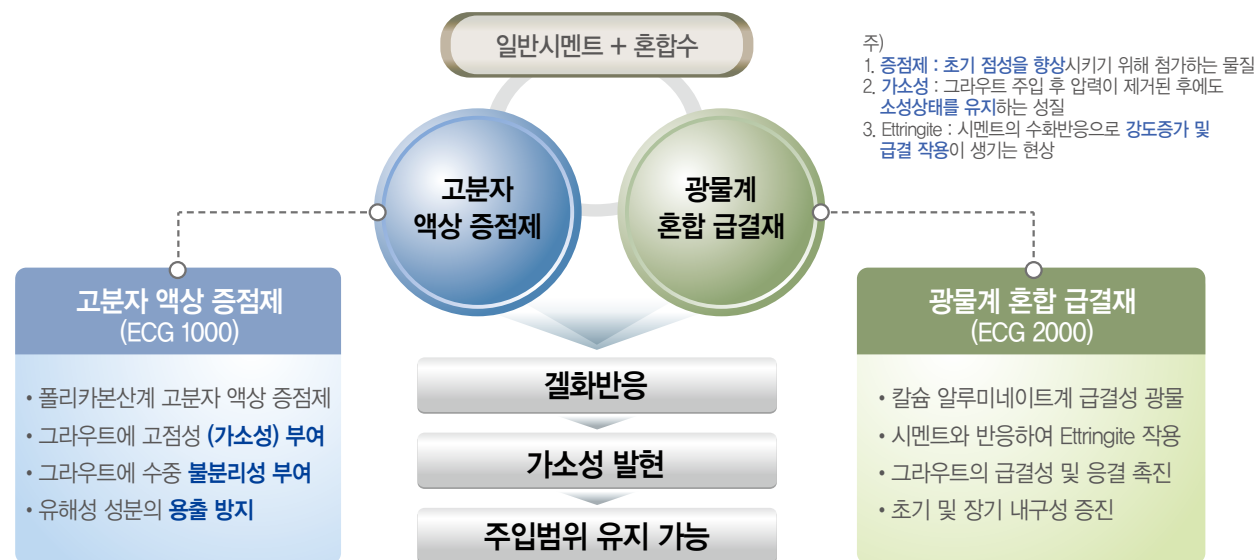 일반시멘트 + 혼합수
주)
1. 증점제 : 초기 점성을 향상시키기 위해 첨가하는 물질
2. 가소성 : 그라우트 주입 후 압력이 제거된 후에도
소성상태를 유지하는 성질
3. Ettringite : 시멘트의 수화반응으로 강도증가 및
급결 작용이 생기는 현상
고분자
액상 증점제
광물계
혼합 급결재
고분자 액상 증점제
(ECG 1000)
• 폴리카본산계 고분자 액상 증점제
• 그라우트에 고점성 (가소성) 부여
• 그라우트에 수중 불분리성 부여
• 유해성 성분의 용출 방지
겔화반응
가소성 발현
주입범위 유지 가능
광물계 혼합 급결재
(ECG 2000)
• 칼슘 알루미네이트계 급결성 광물
• 시멘트와 반응하여 Ettringite 작용
• 그라우트의 급결성 및 응결 촉진
• 초기 및 장기 내구성 증진